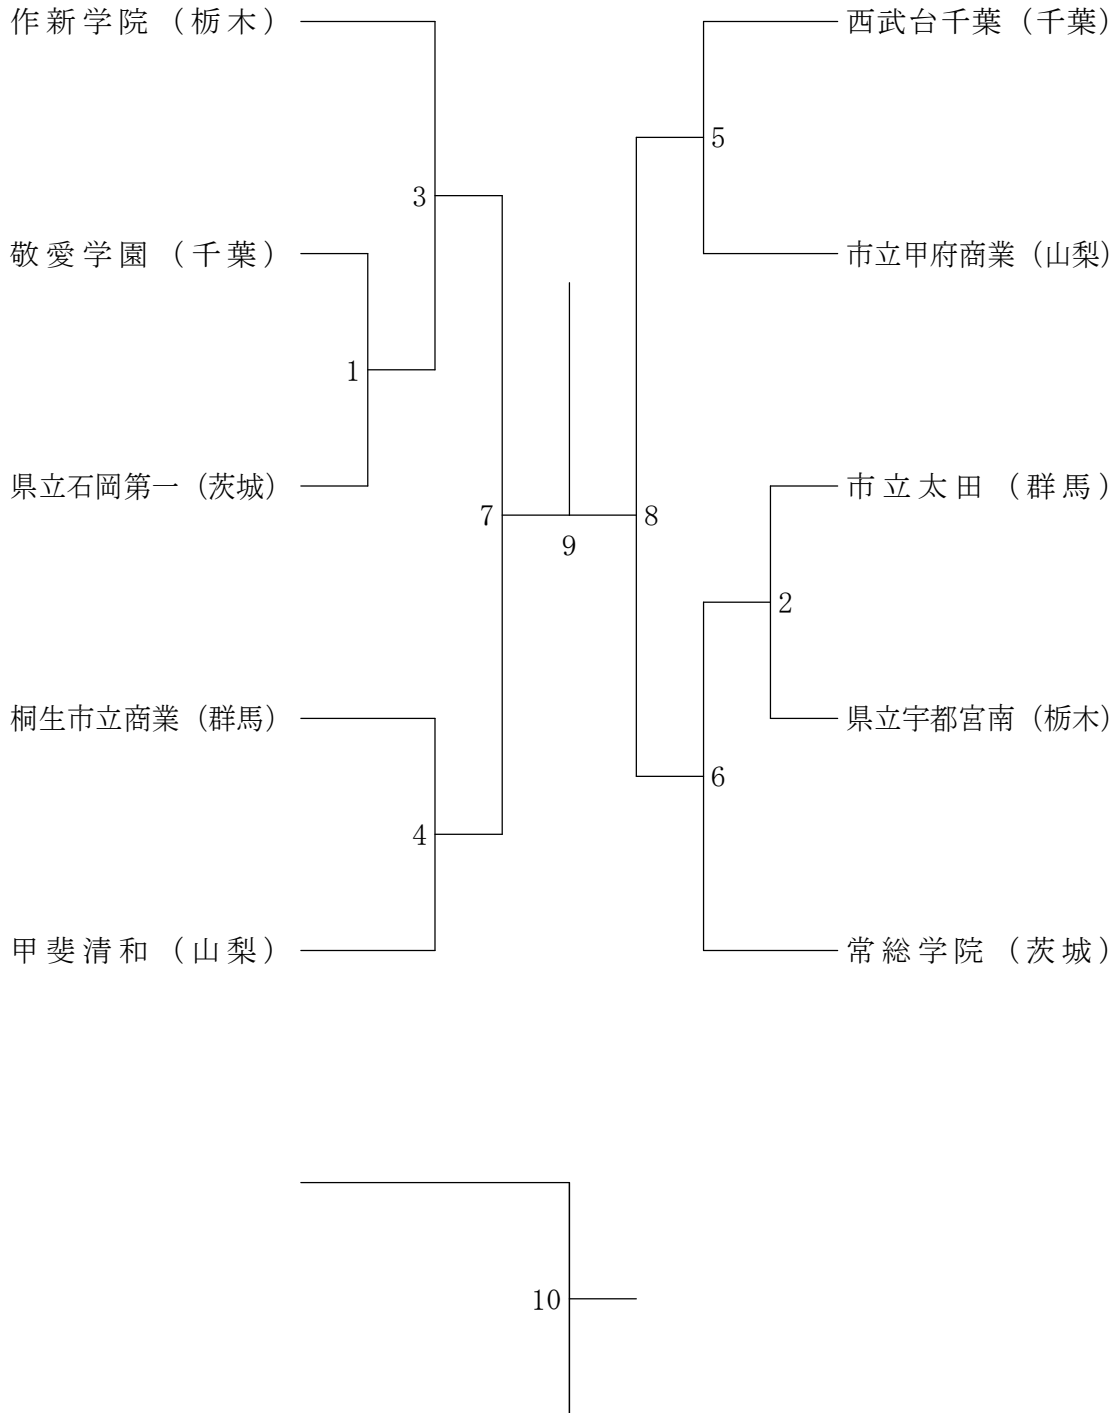 作新学院（栃木）
3
敬愛学園（千葉）
1
県立石岡第一（茨城）
7
桐生市立商業（群馬）
4
甲斐清和（山梨）
9
西武台千葉（千葉）
5
市立甲府商業（山梨）
8
市立太田（群馬）
2
県立宇都宮南（栃木）
6
常総学院（茨城）
10